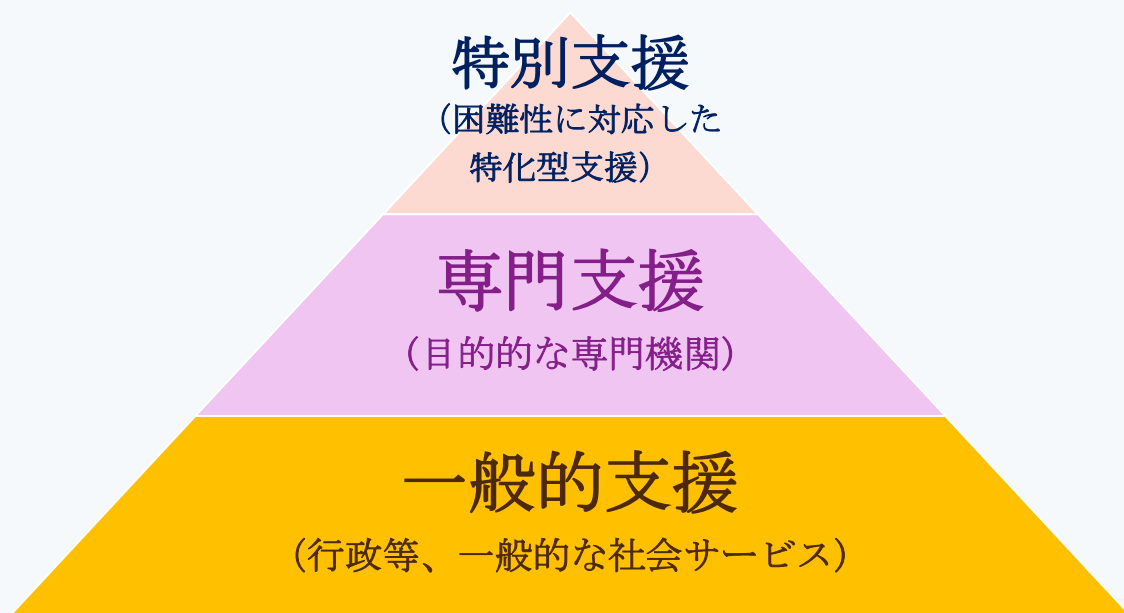 特別支援
（困難性に対応した
特化型支援）
専門支援
（目的的な専門機関）
一般的支援
（行政等、一般的な社会サービス）